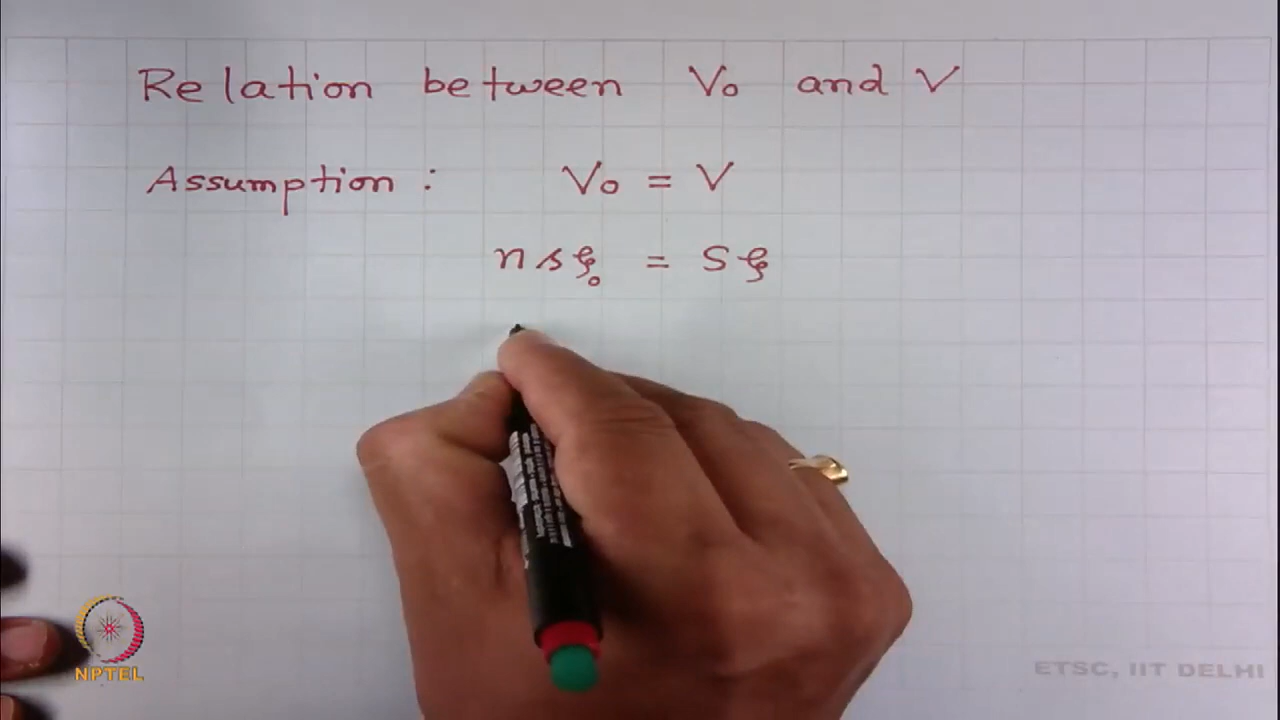 Relation between V₀ and V
Assumption : V₀ = V
n s ξ₀ = S ξ
NPTEL
ETSC, IIT DELHI